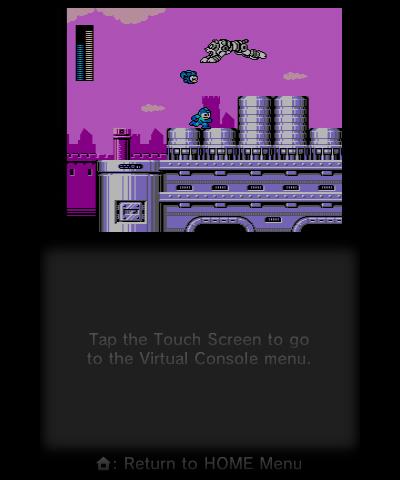 Tap the Touch Screen to go
to the Virtual Console menu.
: Return to HOME Menu